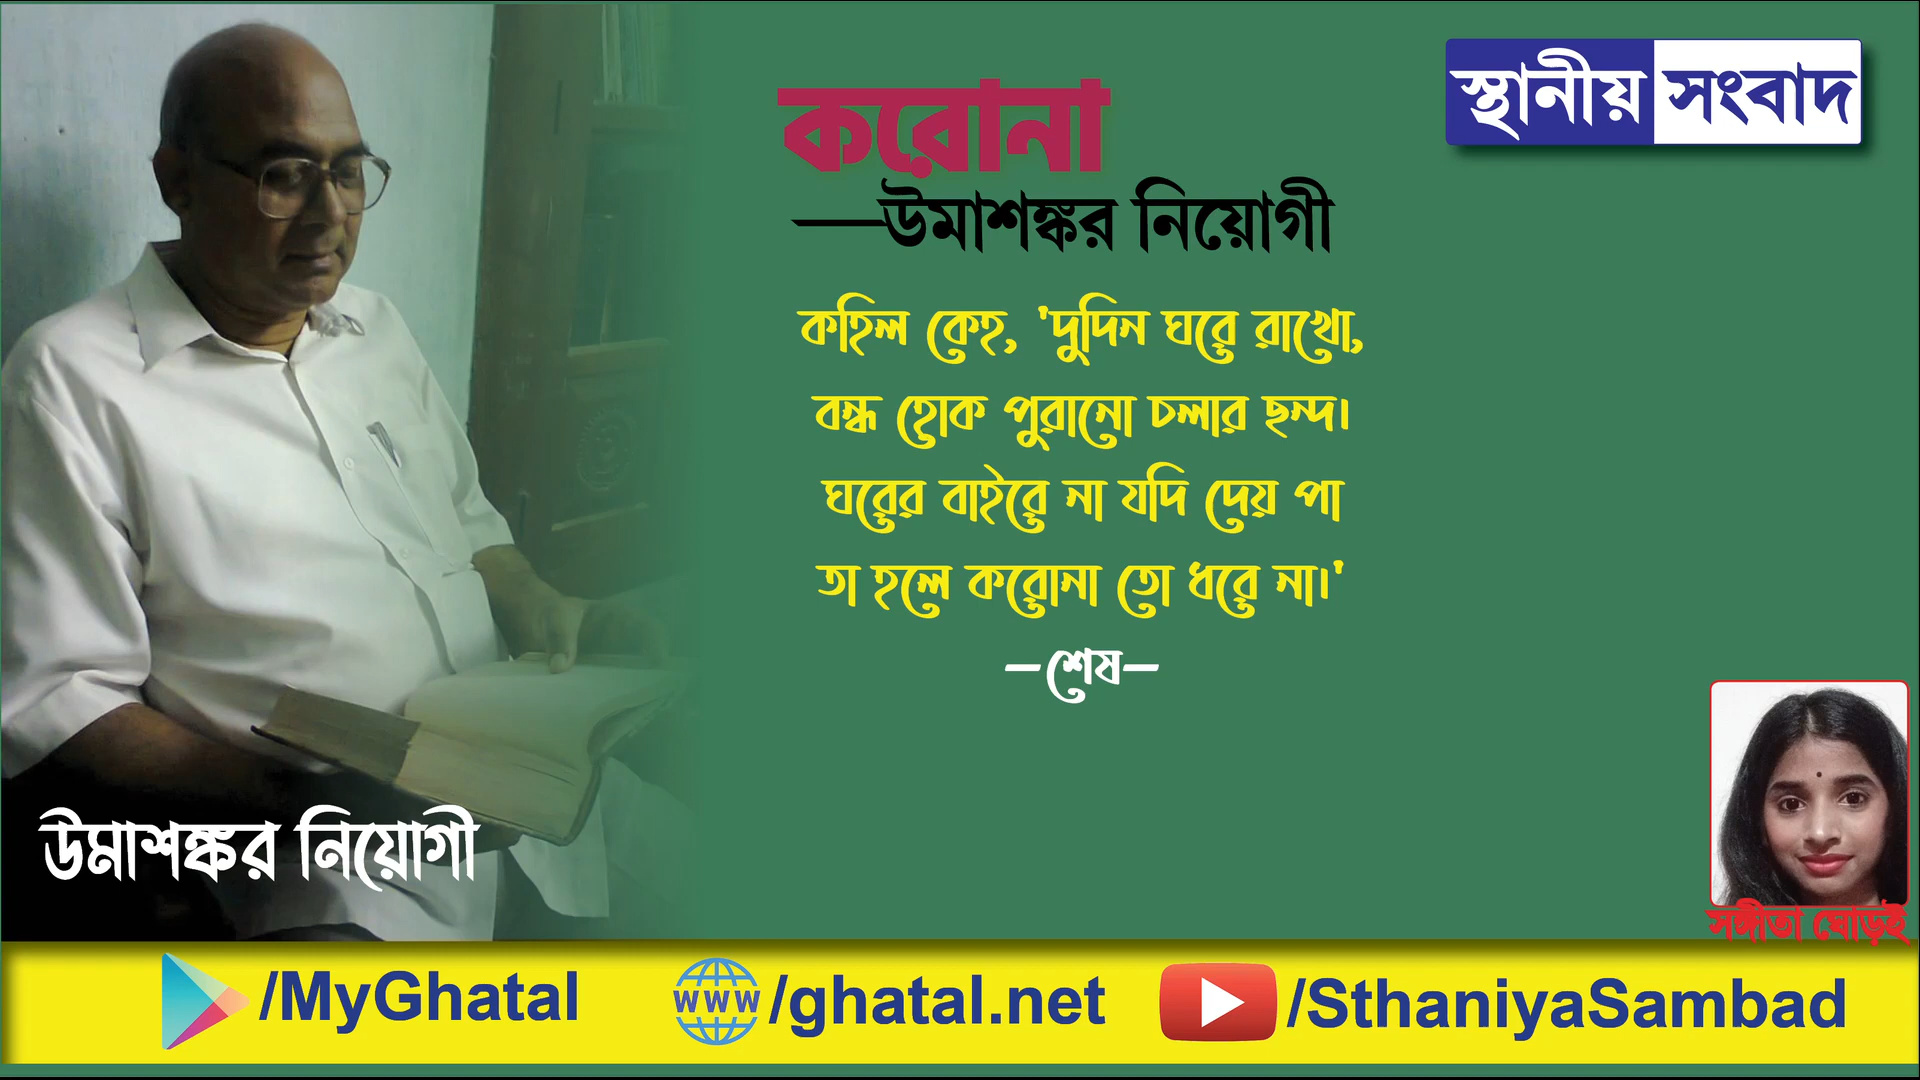 স্থানীয় সংবাদ
করোনা
—উমাশঙ্কর নিয়োগী
কহিল কেহ, 'দুদিন ঘরে রাখো,
বন্ধ হোক পুরানো চলার ছন্দ।
ঘরের বাইরে না যদি দেয় পা
তা হলে করোনা তো ধরে না।'
—শেষ—
উমাশঙ্কর নিয়োগী
সঙ্গীতা ঘোড়ই
/MyGhatal
www /ghatal.net
/SthaniyaSambad